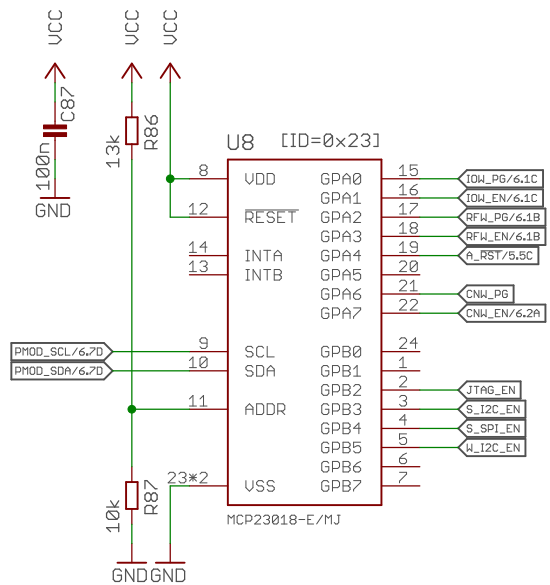 VCC
VCC
VCC
C87
100n
GND
13k
R86
U8
[ID=0x23]
8 VDD GPA0 15 IOW_PG/6.1C
GPA1 16 IOW_EN/6.1C
12 RESET GPA2 17 RFW_PG/6.1B
GPA3 18 RFW_EN/6.1B
14 INTA GPA4 19 A_RST/5.5C
13 INTB GPA5 20
GPA6 21 CNW_PG
GPA7 22 CNW_EN/6.2A
PMOD_SCL/6.7D 9 SCL GPB0 24
PMOD_SDA/6.7D 10 SDA GPB1 1
GPB2 2 JTAG_EN
11 ADDR GPB3 3 S_I2C_EN
GPB4 4 S_SPI_EN
GPB5 5 W_I2C_EN
GPB6 6
23*2 VSS GPB7 7
10k
R87
MCP23018-E/MJ
GND
GND